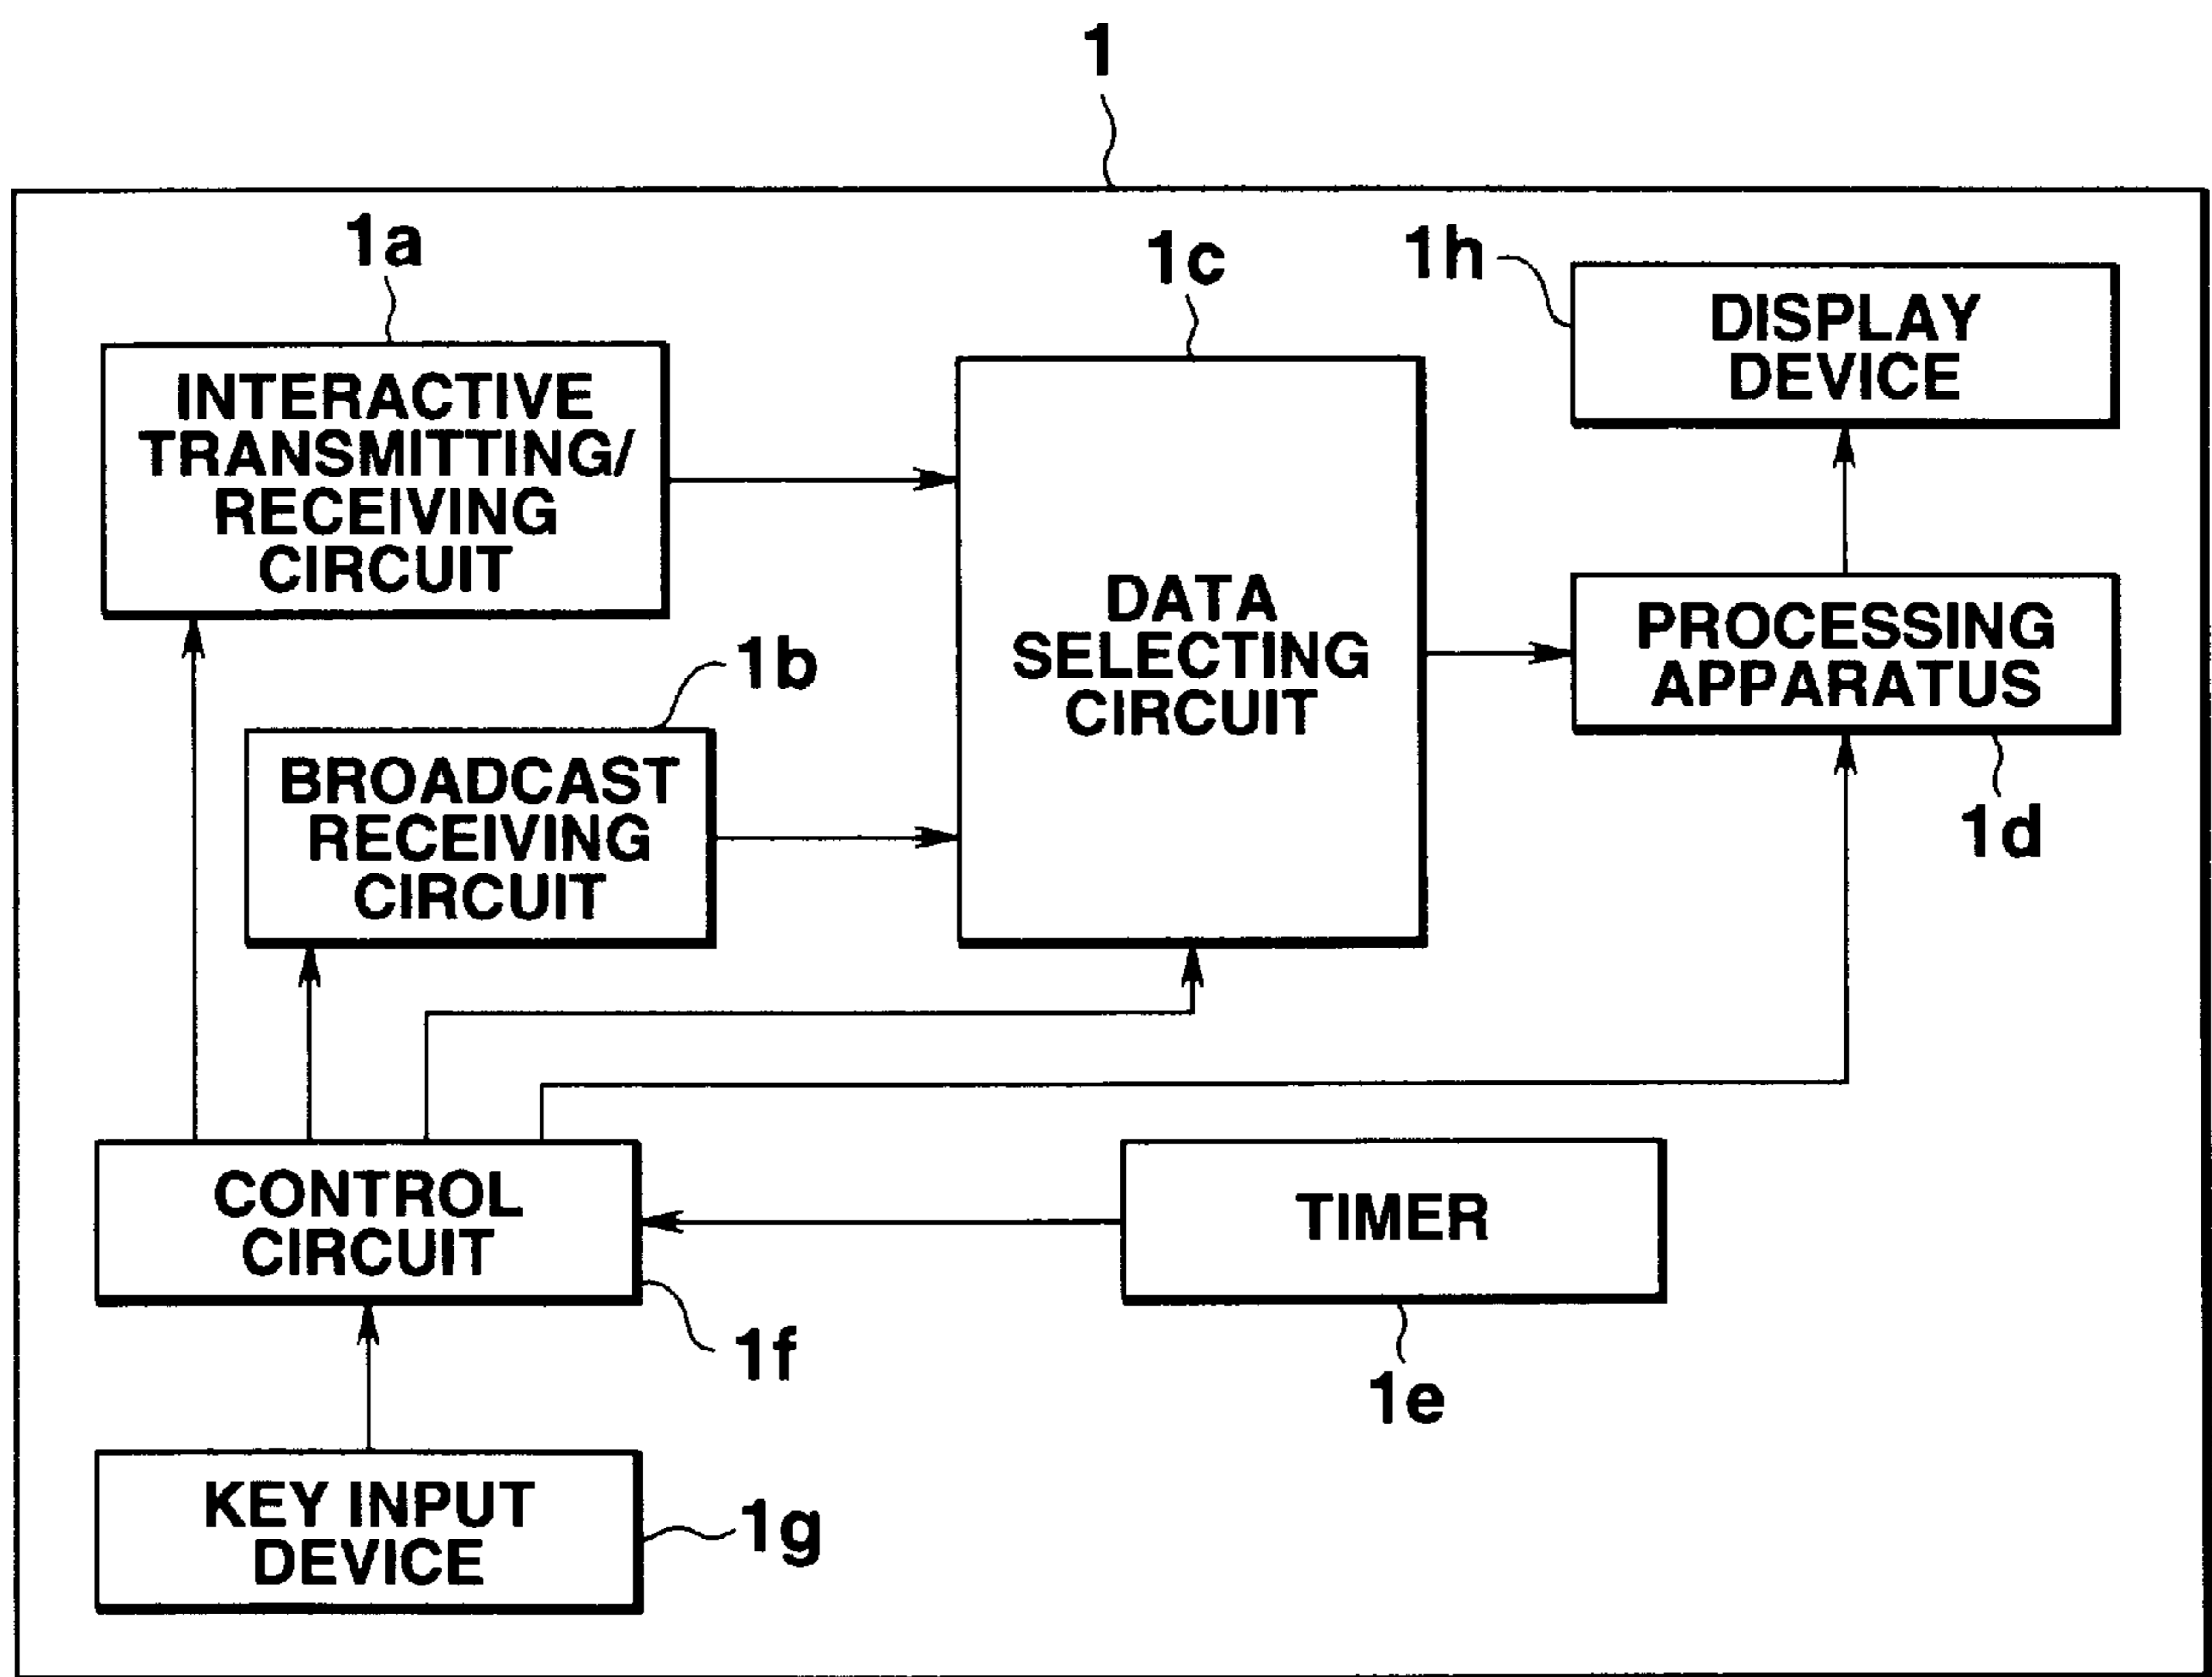 1
1a
1c
1h
DISPLAY
DEVICE
INTERACTIVE
TRANSMITTING/
RECEIVING
CIRCUIT
DATA
SELECTING
CIRCUIT
PROCESSING
APPARATUS
1b
1d
BROADCAST
RECEIVING
CIRCUIT
CONTROL
CIRCUIT
TIMER
1f
1e
KEY INPUT
DEVICE
1g